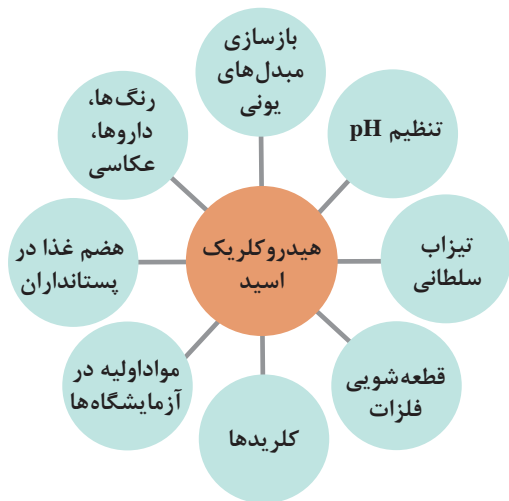 بازسازی
مبدل‌های
یونی
تنظیم pH
تیزاب
سلطانی
قطعه‌شویی
فلزات
کلریدها
مواداولیه در
آزمایشگاه‌ها
هضم غذا در
پستانداران
رنگ‌ها،
داروها،
عکاسی
هیدروکلریک
اسید